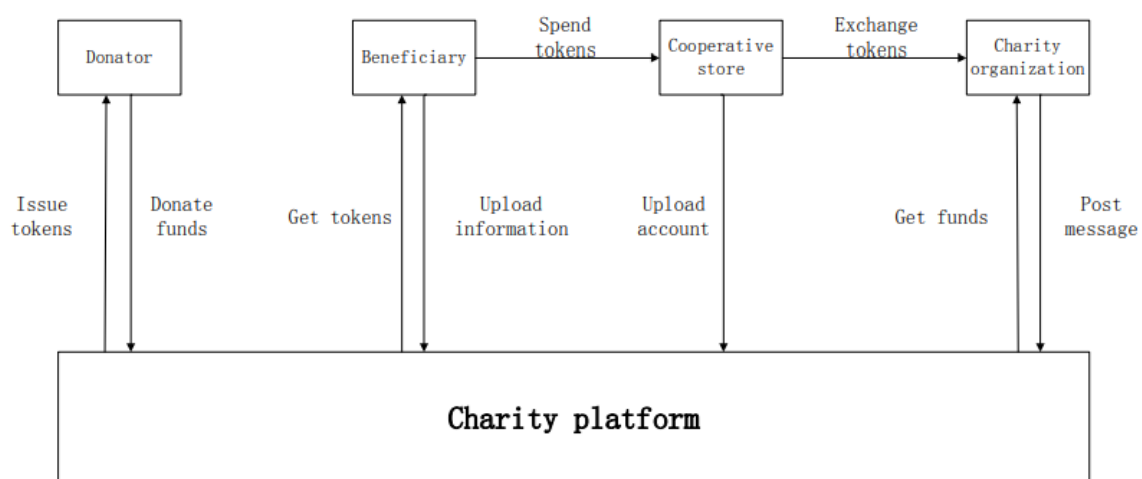 Donator
Beneficiary
Spend
tokens
Cooperative
store
Exchange
tokens
Charity
organization
Issue
tokens
Donate
funds
Get tokens
Upload
information
Upload
account
Get funds
Post
message
Charity platform